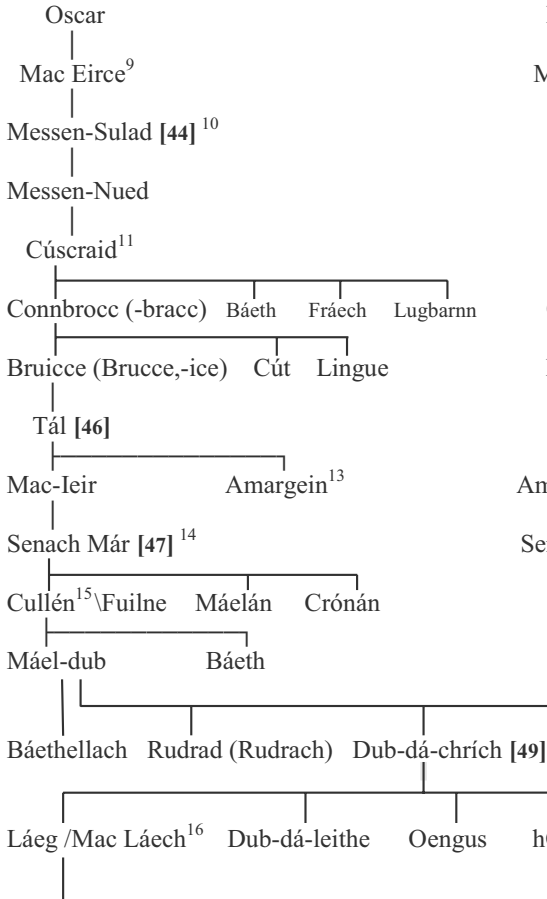 Oscar
Mac Eirce⁹ M
Messen-Sulad [44] ¹⁰
Messen-Nued
Cúscraid¹¹
Connbrocc (-bracc) Báeth Fráech Lugbarnn
Bruicce (Brucce,-ice) Cút Lingue
Tál [46]
Mac-Ieir Amargein¹³ Am
Senach Már [47] ¹⁴ Ser
Cullén¹⁵\Fuilne Máelán Crónán
Máel-dub Báeth
Báethellach Rudrad (Rudrach) Dub-dá-chrích [49]
Láeg /Mac Láech¹⁶ Dub-dá-leithe Oengus